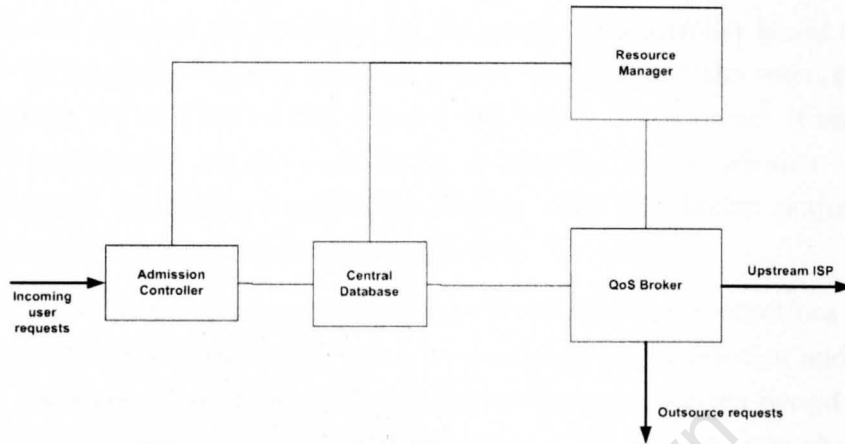 Resource
Manager
Admission
Controller
Central
Database
QoS Broker
Upstream ISP
Incoming
user
requests
Outsource requests